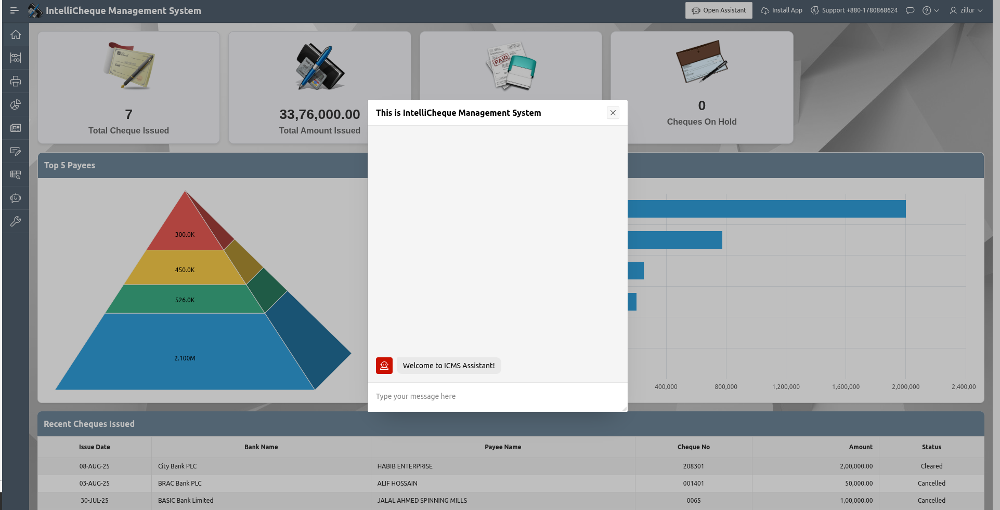 IntelliCheque Management System
Open Assistant
Install App
Support +880-1780868624
zillur
PAID
7
Total Cheque Issued
33,76,000.00
Total Amount Issued
0
Cheques On Hold
This is IntelliCheque Management System
Top 5 Payees
300.0K
450.0K
526.0K
2.100M
400,000
800,000
1,200,000
1,600,000
2,000,000
2,400,00
Welcome to ICMS Assistant!
Type your message here
Recent Cheques Issued
Issue Date Bank Name Payee Name Cheque No Amount Status
08-AUG-25 City Bank PLC HABIB ENTERPRISE 208301 2,00,000.00 Cleared
03-AUG-25 BRAC Bank PLC ALIF HOSSAIN 001401 50,000.00 Cancelled
30-JUL-25 BASIC Bank Limited JALAL AHMED SPINNING MILLS 0065 1,00,000.00 Cancelled